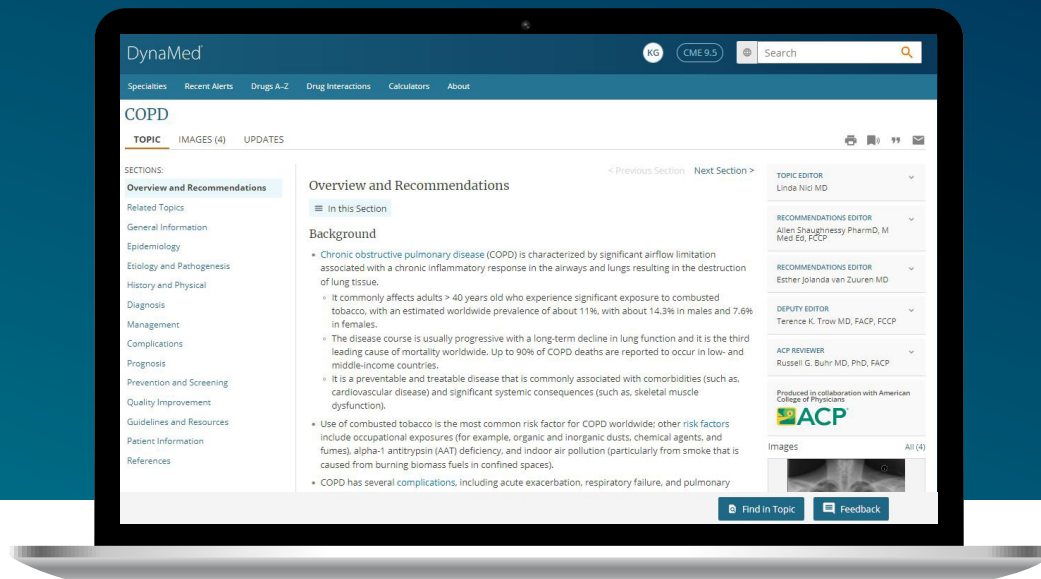 DynaMed
KG
CME 9.5
Search
Specialties Recent Alerts Drugs A–Z Drug Interactions Calculators About
COPD
TOPIC IMAGES (4) UPDATES
SECTIONS:
Overview and Recommendations
Related Topics
General Information
Epidemiology
Etiology and Pathogenesis
History and Physical
Diagnosis
Management
Complications
Prognosis
Prevention and Screening
Quality Improvement
Guidelines and Resources
Patient Information
References
< Previous Section Next Section >
Overview and Recommendations
In this Section
Background
• Chronic obstructive pulmonary disease (COPD) is characterized by significant airflow limitation
associated with a chronic inflammatory response in the airways and lungs resulting in the destruction
of lung tissue.
◦ It commonly affects adults > 40 years old who experience significant exposure to combusted
tobacco, with an estimated worldwide prevalence of about 11%, with about 14.3% in males and 7.6%
in females.
◦ The disease course is usually progressive with a long-term decline in lung function and it is the third
leading cause of mortality worldwide. Up to 90% of COPD deaths are reported to occur in low- and
middle-income countries.
◦ It is a preventable and treatable disease that is commonly associated with comorbidities (such as,
cardiovascular disease) and significant systemic consequences (such as, skeletal muscle
dysfunction).
• Use of combusted tobacco is the most common risk factor for COPD worldwide; other risk factors
include occupational exposures (for example, organic and inorganic dusts, chemical agents, and
fumes), alpha-1 antitrypsin (AAT) deficiency, and indoor air pollution (particularly from smoke that is
caused from burning biomass fuels in confined spaces).
• COPD has several complications, including acute exacerbation, respiratory failure, and pulmonary
TOPIC EDITOR
Linda Nici MD
RECOMMENDATIONS EDITOR
Allen Shaughnessy PharmD, M
Med Ed, FCCP
RECOMMENDATIONS EDITOR
Esther Jolanda van Zuuren MD
DEPUTY EDITOR
Terence K. Trow MD, FACP, FCCP
ACP REVIEWER
Russell G. Buhr MD, PhD, FACP
Produced in collaboration with American
College of Physicians
ACP
Images All (4)
Find in Topic
Feedback